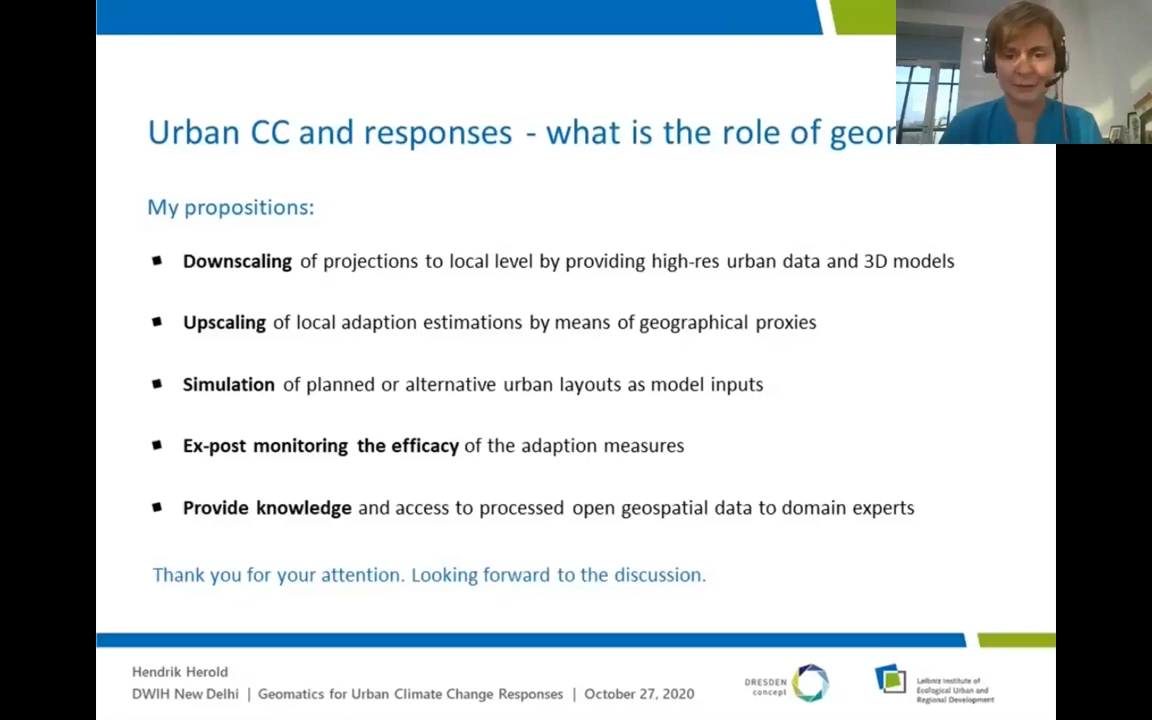 Urban CC and responses - what is the role of geor
My propositions:
▪ Downscaling of projections to local level by providing high-res urban data and 3D models
▪ Upscaling of local adaption estimations by means of geographical proxies
▪ Simulation of planned or alternative urban layouts as model inputs
▪ Ex-post monitoring the efficacy of the adaption measures
▪ Provide knowledge and access to processed open geospatial data to domain experts
Thank you for your attention. Looking forward to the discussion.
Hendrik Herold
DWIH New Delhi | Geomatics for Urban Climate Change Responses | October 27, 2020
DRESDEN
concept
Leibniz Institute of
Ecological Urban and
Regional Development